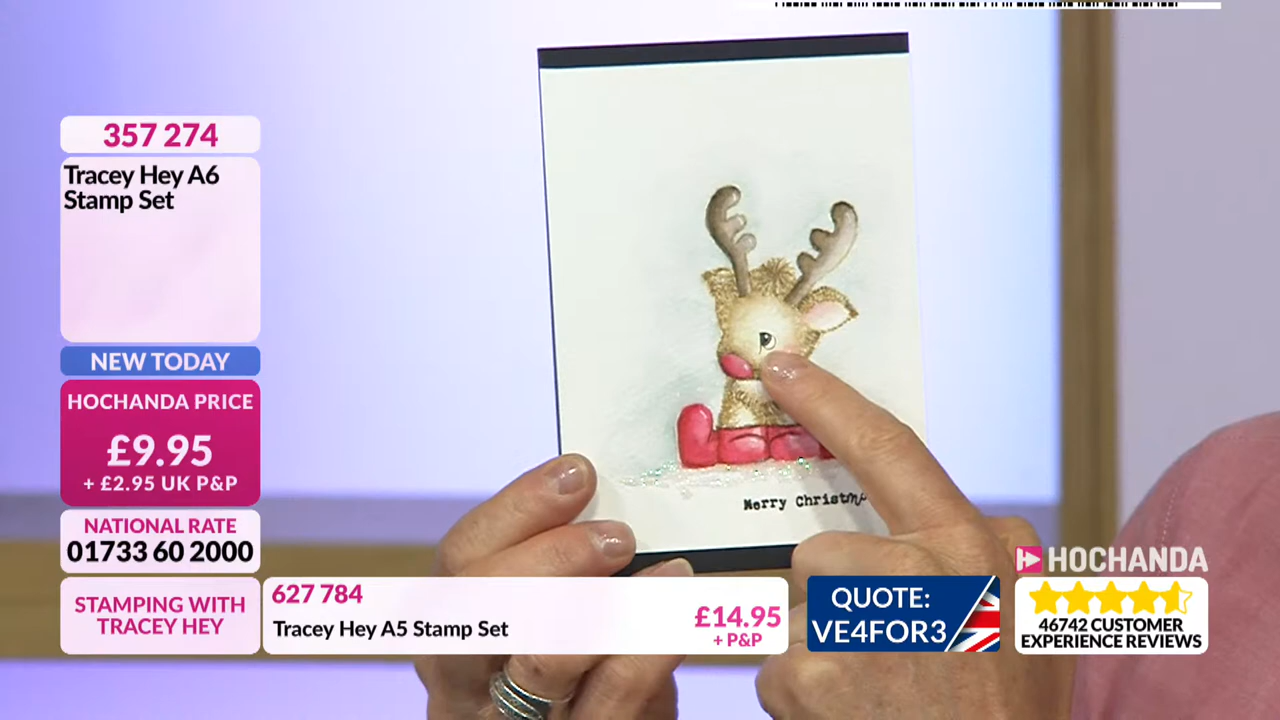 357 274
Tracey Hey A6
Stamp Set
NEW TODAY
HOCHANDA PRICE
£9.95
+ £2.95 UK P&P
NATIONAL RATE
01733 60 2000
STAMPING WITH
TRACEY HEY
627 784
Tracey Hey A5 Stamp Set
£14.95
+ P&P
Merry
QUOTE:
VE4FOR3
HOCHANDA
46742 CUSTOMER
EXPERIENCE REVIEWS